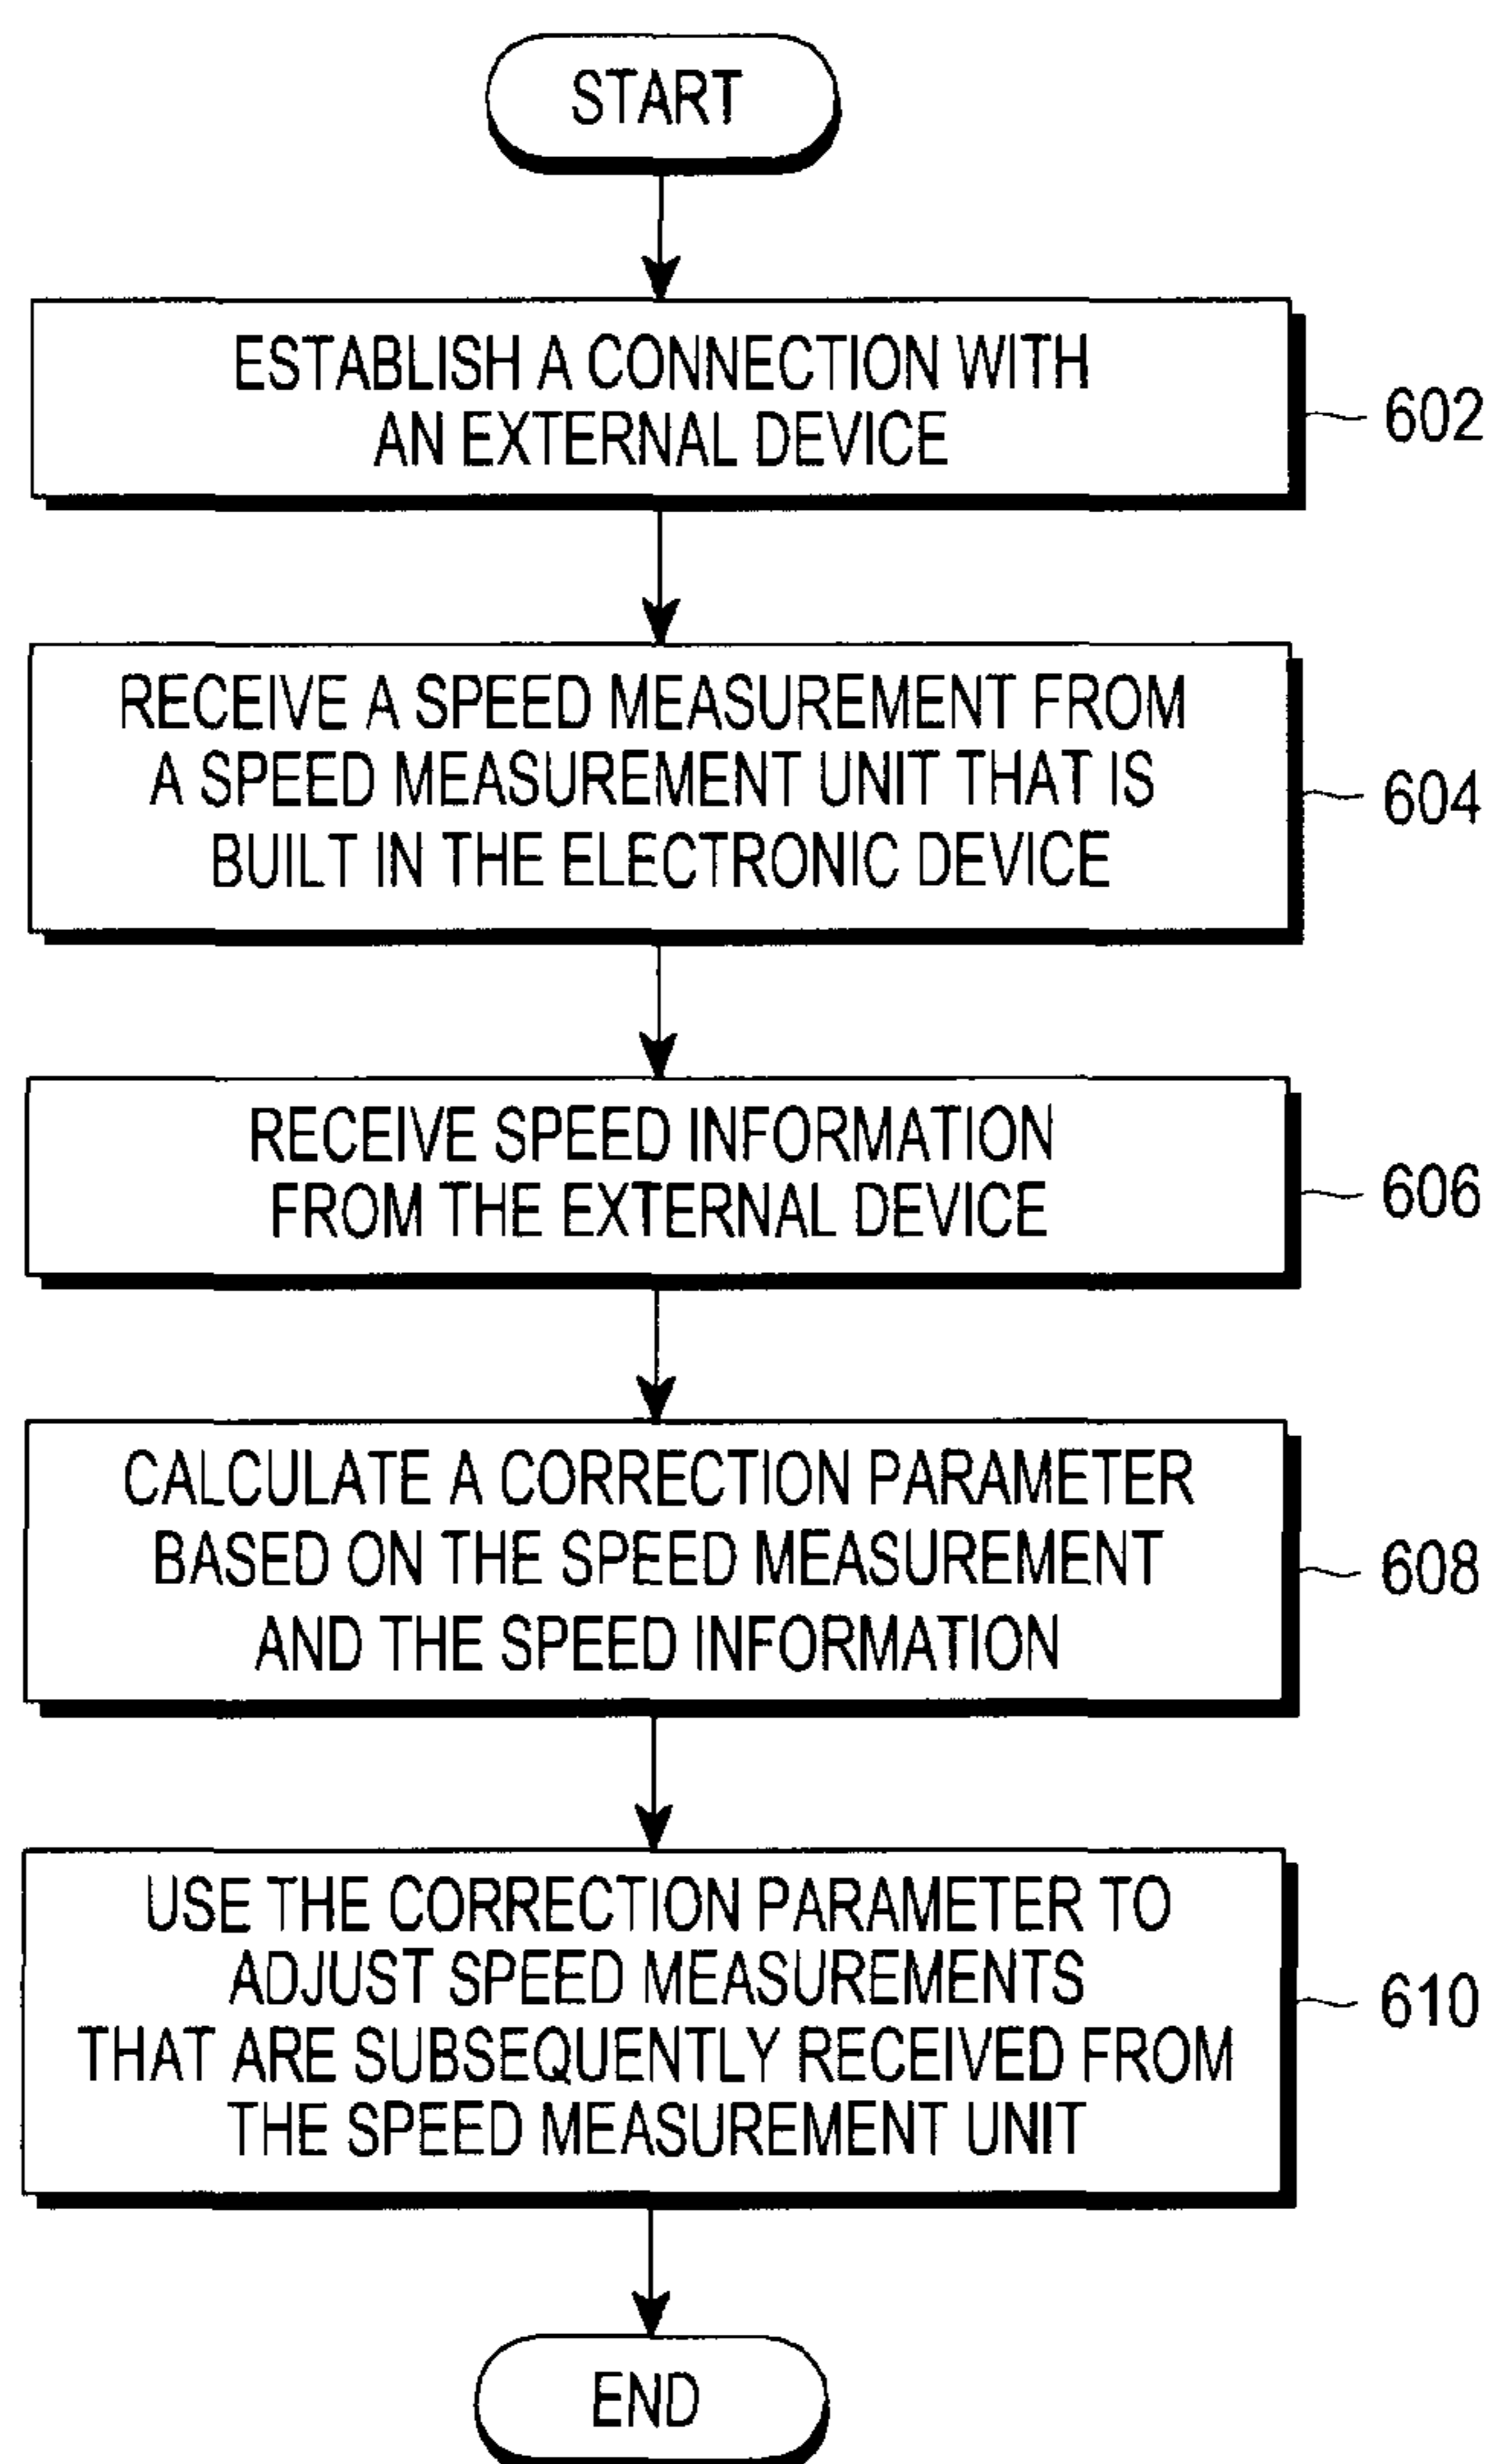 START
ESTABLISH A CONNECTION WITH
AN EXTERNAL DEVICE
602
RECEIVE A SPEED MEASUREMENT FROM
A SPEED MEASUREMENT UNIT THAT IS
BUILT IN THE ELECTRONIC DEVICE
604
RECEIVE SPEED INFORMATION
FROM THE EXTERNAL DEVICE
606
CALCULATE A CORRECTION PARAMETER
BASED ON THE SPEED MEASUREMENT
AND THE SPEED INFORMATION
608
USE THE CORRECTION PARAMETER TO
ADJUST SPEED MEASUREMENTS
THAT ARE SUBSEQUENTLY RECEIVED FROM
THE SPEED MEASUREMENT UNIT
610
END